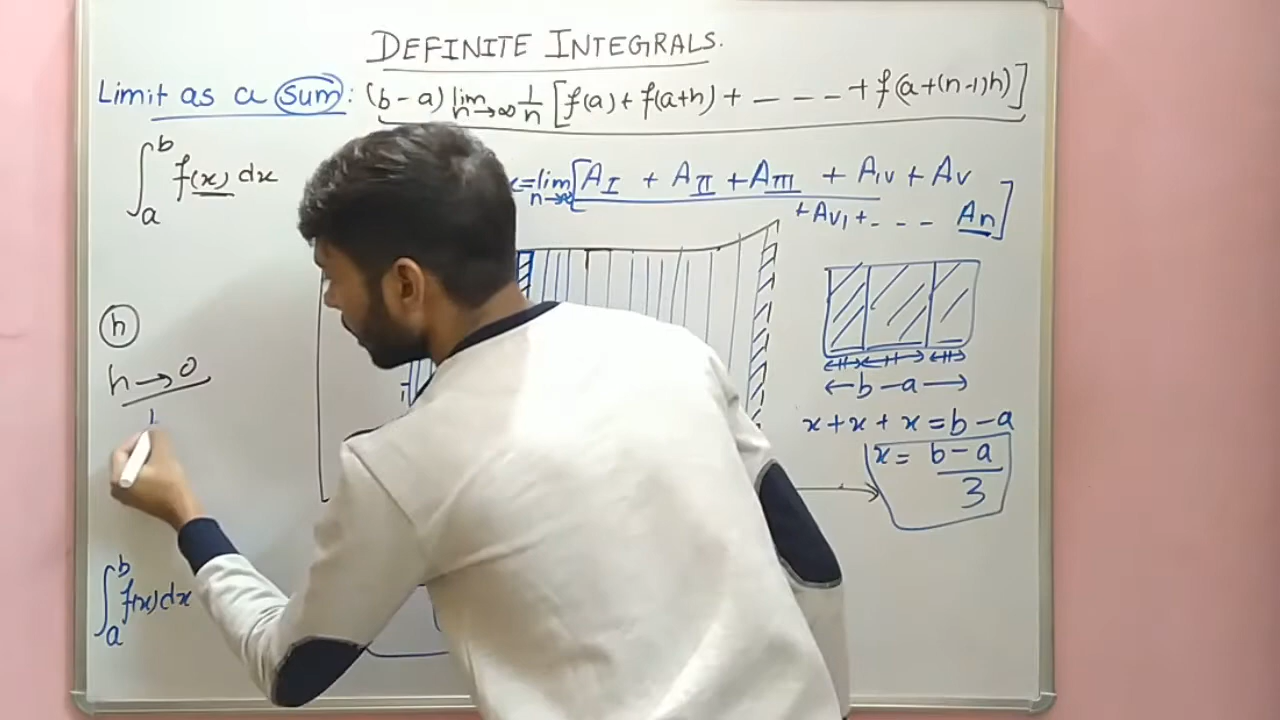 DEFINITE INTEGRALS.
Limit as a sum : (b-a) lim n→∞ 1/n [f(a) + f(a+h) + - - - - + f(a+(n-1)h)]
∫_a^b f(x) dx
= lim n→∞ [A_I + A_II + A_III + A_IV + A_V
+ A_VI + - - - A_n]
h
h → 0
← b - a →
x + x + x = b - a
x = (b - a)/3
∫_a^b f(x) dx